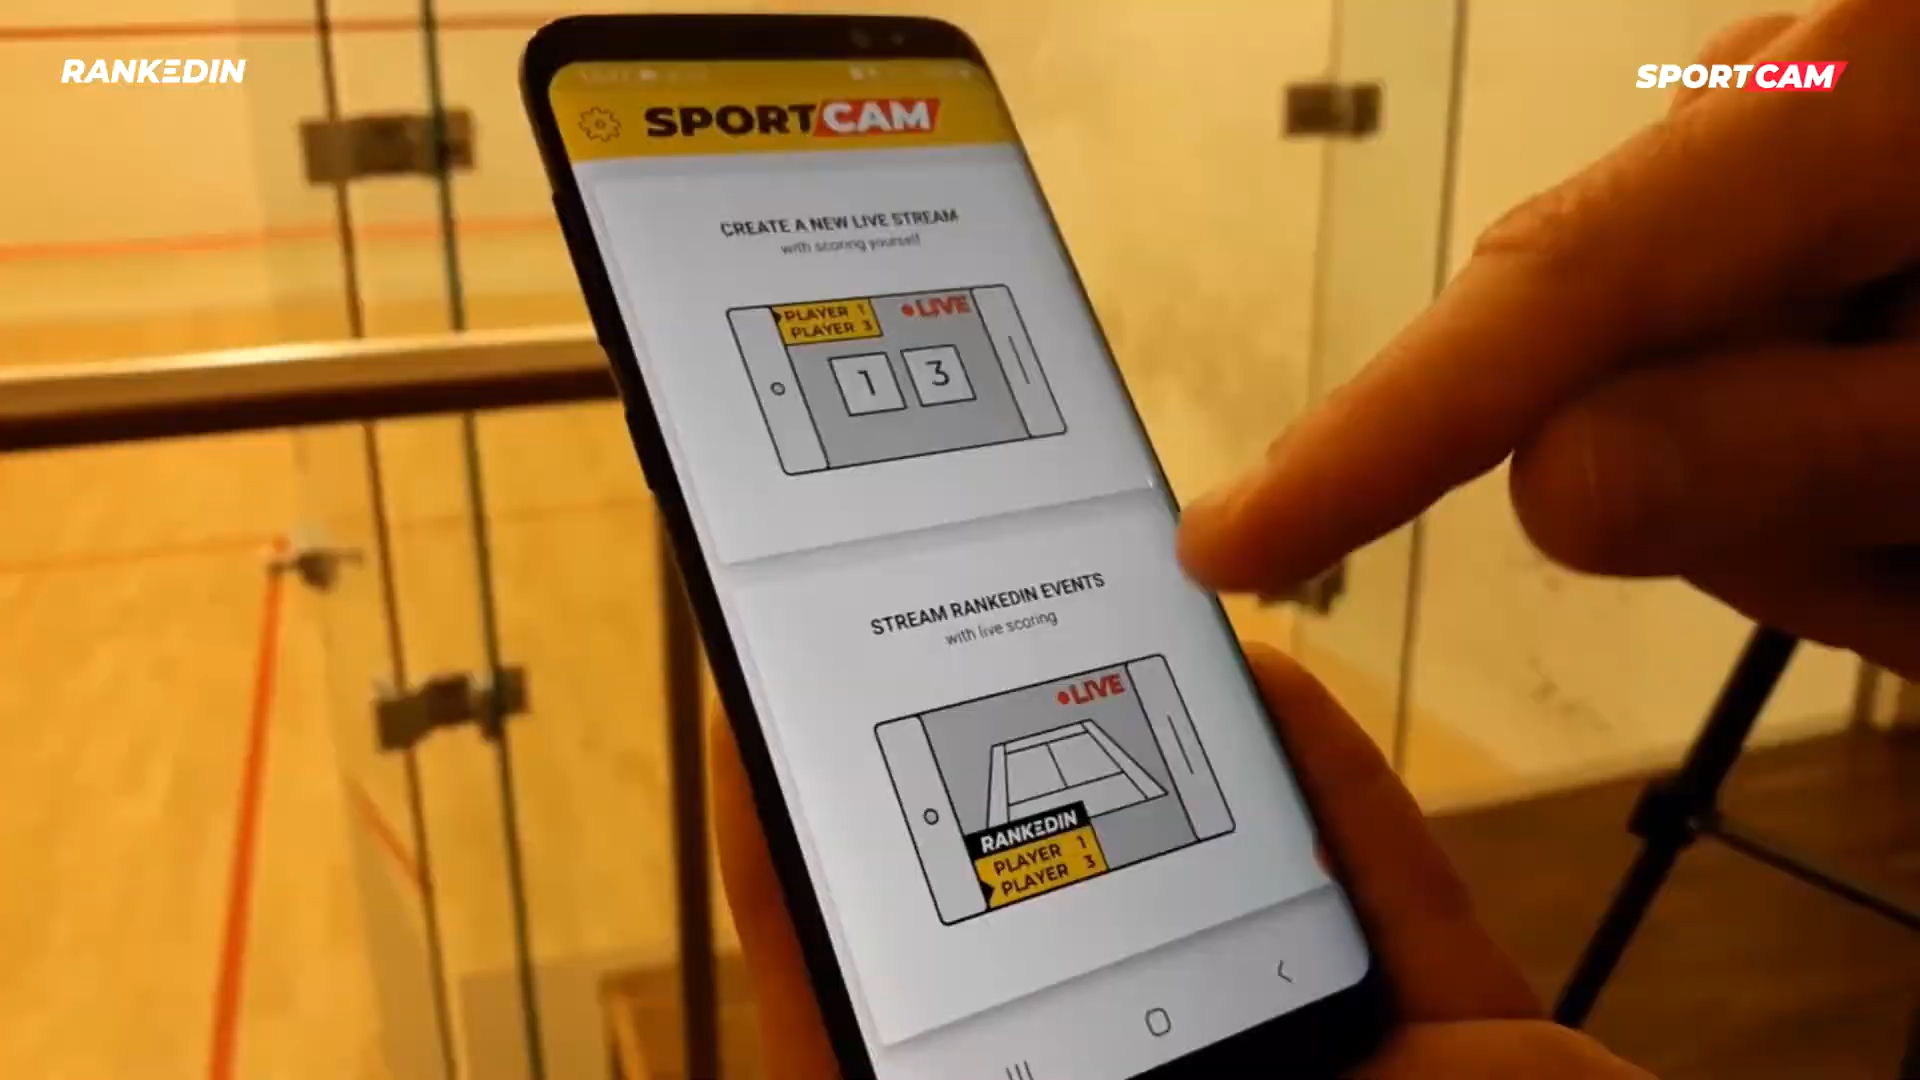 RANKEDIN
SPORTCAM
SPORTCAM
CREATE A NEW LIVE STREAM
with scoring yourself
PLAYER 1
PLAYER 3
LIVE
1 3
STREAM RANKEDIN EVENTS
with live scoring
LIVE
RANKEDIN
PLAYER 1
PLAYER 3